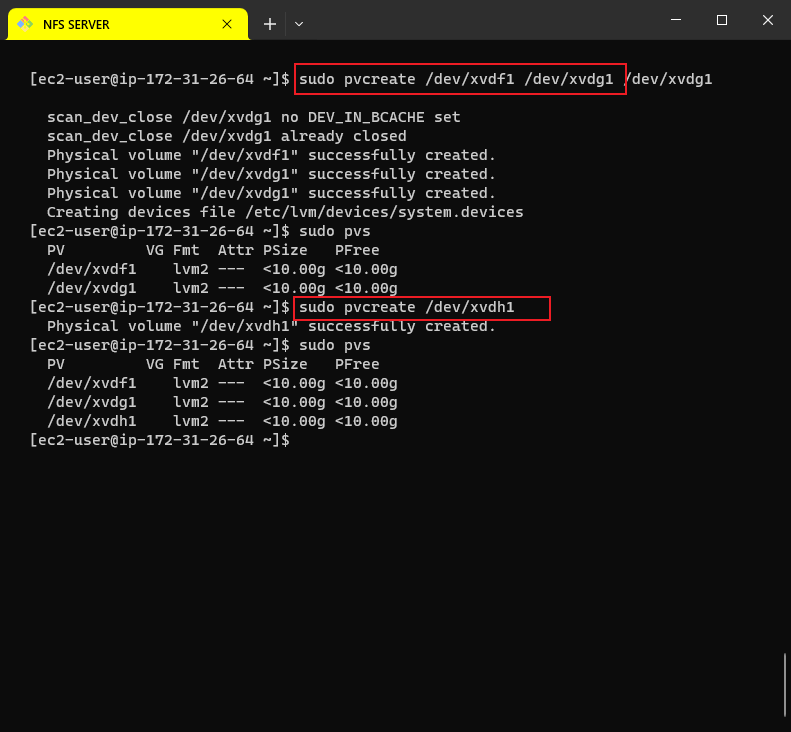 NFS SERVER
[ec2-user@ip-172-31-26-64 ~]$ sudo pvcreate /dev/xvdf1 /dev/xvdg1 /dev/xvdg1
scan_dev_close /dev/xvdg1 no DEV_IN_BCACHE set
scan_dev_close /dev/xvdg1 already closed
Physical volume "/dev/xvdf1" successfully created.
Physical volume "/dev/xvdg1" successfully created.
Physical volume "/dev/xvdg1" successfully created.
Creating devices file /etc/lvm/devices/system.devices
[ec2-user@ip-172-31-26-64 ~]$ sudo pvs
PV         VG Fmt  Attr PSize   PFree
/dev/xvdf1    lvm2 ---  <10.00g <10.00g
/dev/xvdg1    lvm2 ---  <10.00g <10.00g
[ec2-user@ip-172-31-26-64 ~]$ sudo pvcreate /dev/xvdh1
Physical volume "/dev/xvdh1" successfully created.
[ec2-user@ip-172-31-26-64 ~]$ sudo pvs
PV         VG Fmt  Attr PSize   PFree
/dev/xvdf1    lvm2 ---  <10.00g <10.00g
/dev/xvdg1    lvm2 ---  <10.00g <10.00g
/dev/xvdh1    lvm2 ---  <10.00g <10.00g
[ec2-user@ip-172-31-26-64 ~]$